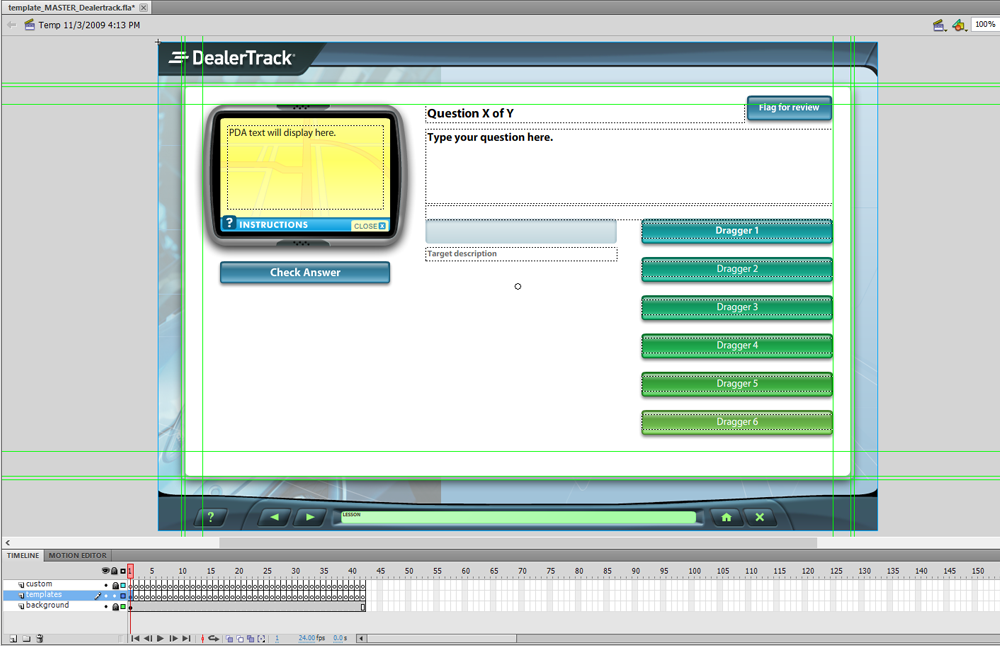 template_MASTER_Dealertrack.fla*
Temp 11/3/2009 4:13 PM
100%
DealerTrack
Flag for review
Question X of Y
PDA text will display here.
Type your question here.
? INSTRUCTIONS CLOSE X
Dragger 1
Target description
Check Answer
Dragger 2
Dragger 3
Dragger 4
Dragger 5
Dragger 6
?
LESSON
TIMELINE MOTION EDITOR
1 5 10 15 20 25 30 35 40 45 50 55 60 65 70 75 80 85 90 95 100 105 110 115 120 125 130 135 140 145 150
custom
templates
background
1 24.00 fps 0.0 s